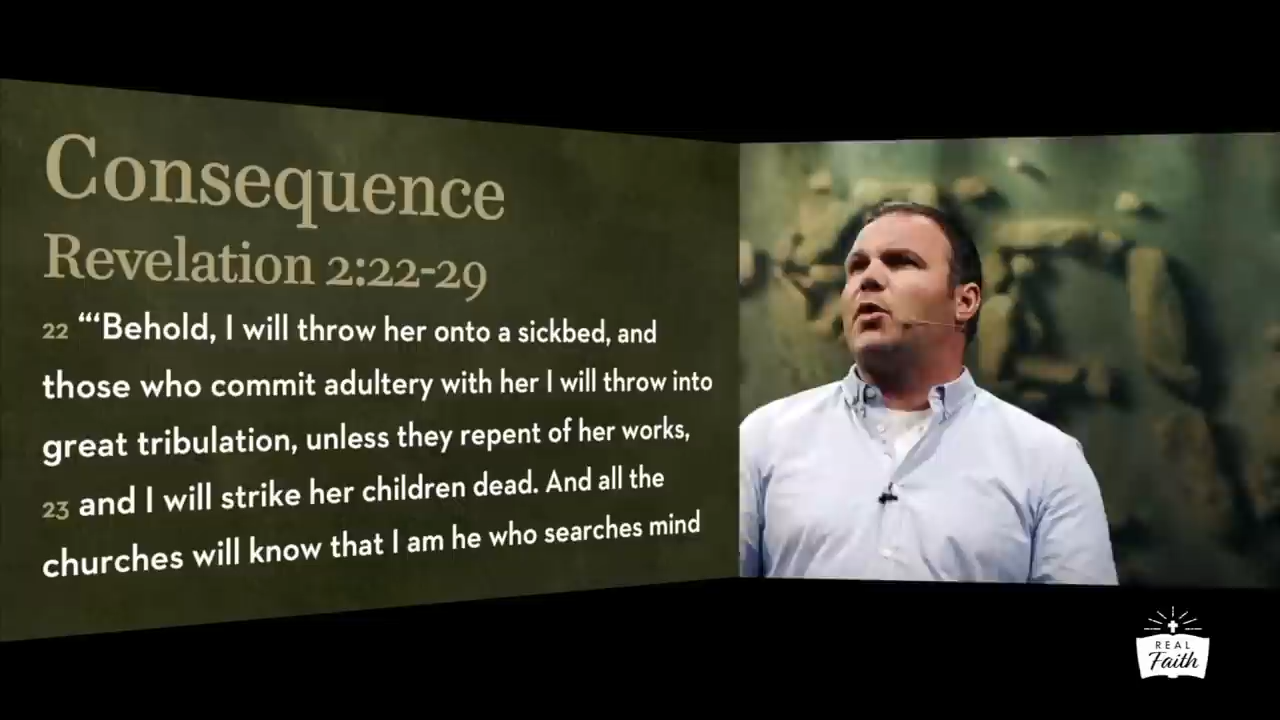 Consequence
Revelation 2:22-29
22 “‘Behold, I will throw her onto a sickbed, and
those who commit adultery with her I will throw into
great tribulation, unless they repent of her works,
23 and I will strike her children dead. And all the
churches will know that I am he who searches mind
REAL
Faith